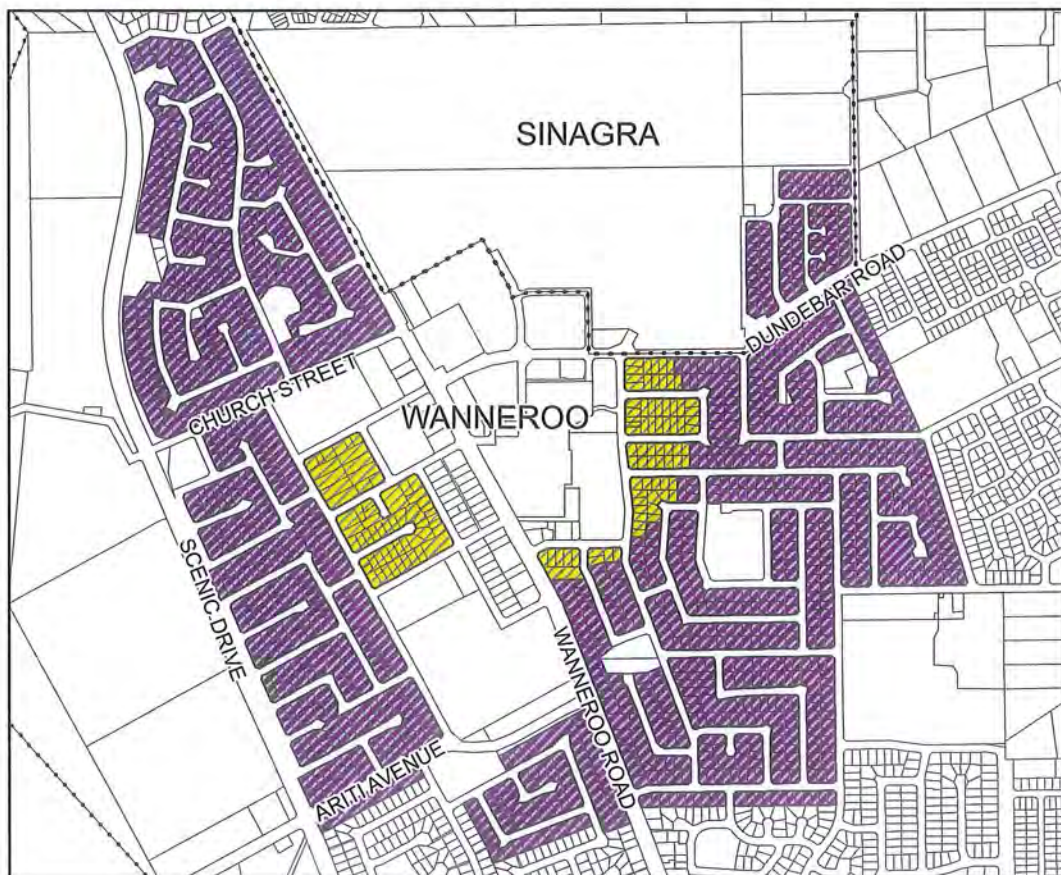 SINAGRA
DUNDEBAR ROAD
CHURCH STREET
WANNEROO
SCENIC DRIVE
WANNEROO ROAD
ARITI AVENUE